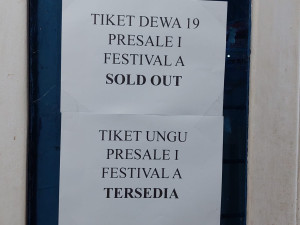 TIKET DEWA 19
PRESALE I
FESTIVAL A
SOLD OUT
TIKET UNGU
PRESALE I
FESTIVAL A
TERSEDIA